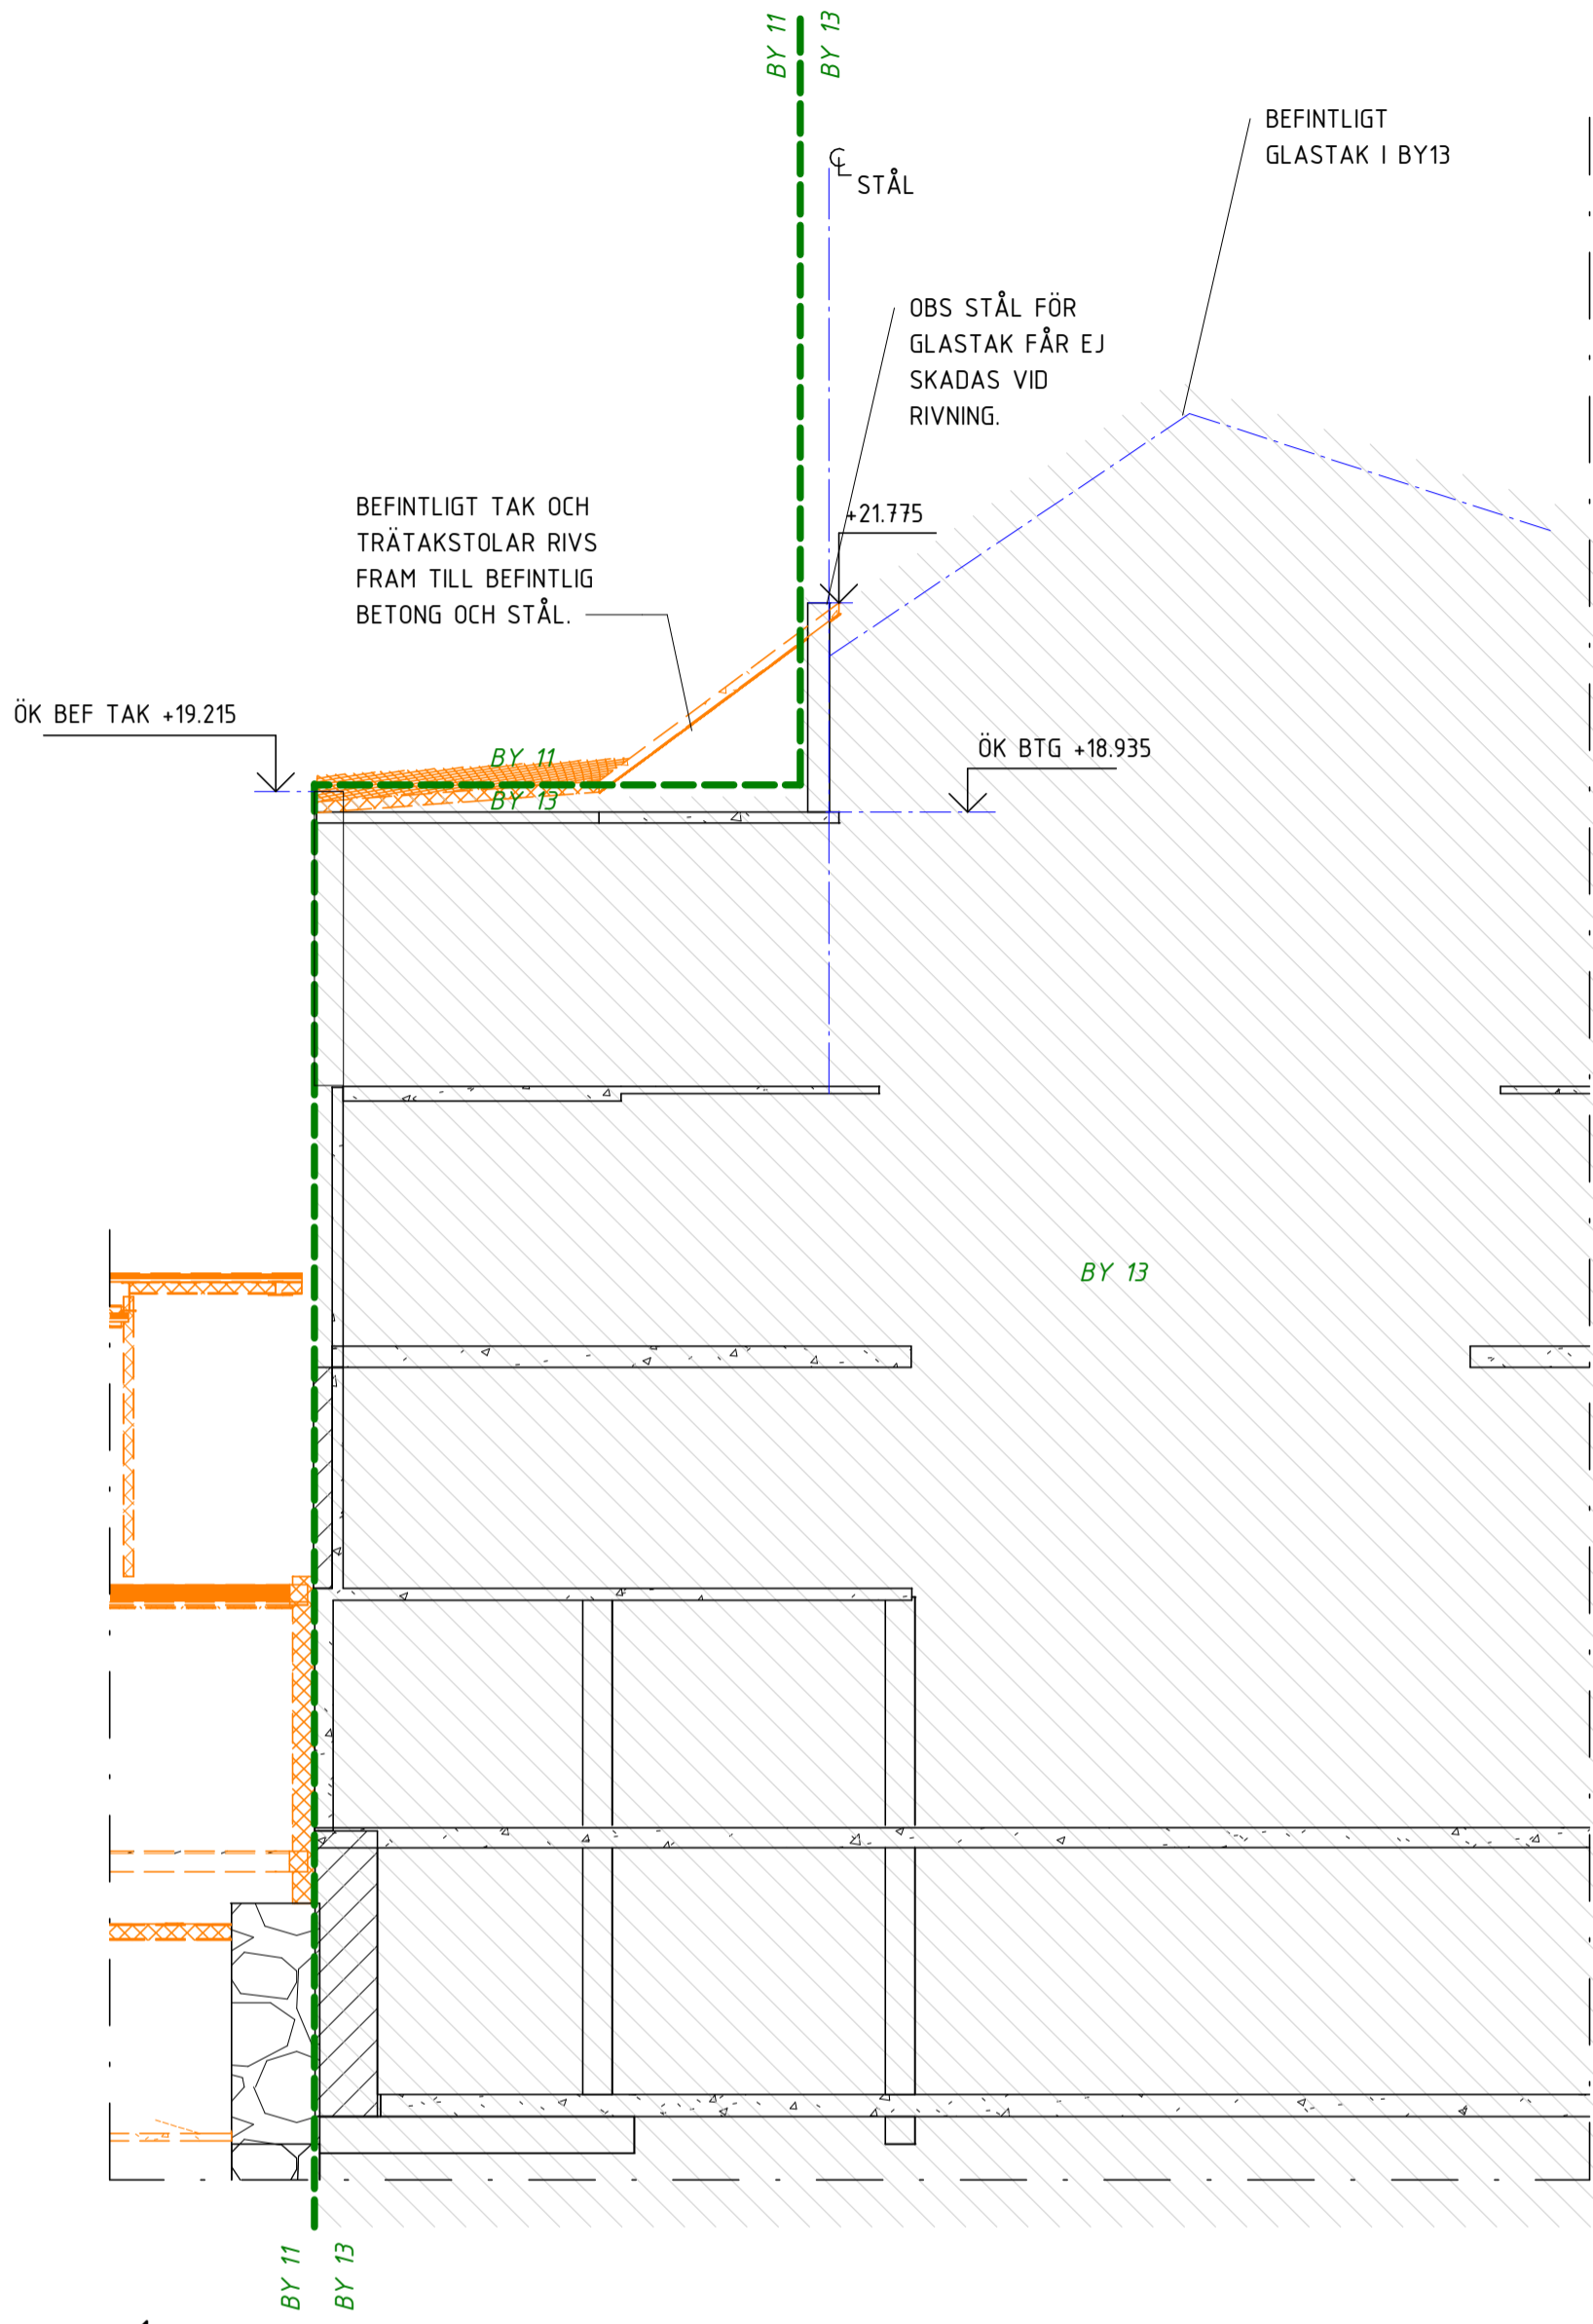 BY 11
BY 13
BEFINTLIGT
GLASTAK I BY13
STÅL
OBS STÅL FÖR
GLASTAK FÅR EJ
SKADAS VID
RIVNING.
BEFINTLIGT TAK OCH
TRÄTAKSTOLAR RIVS
FRAM TILL BEFINTLIG
BETONG OCH STÅL.
+21.775
ÖK BEF TAK +19.215
ÖK BTG +18.935
BY 11
BY 13
BY 13
BY 11
BY 13